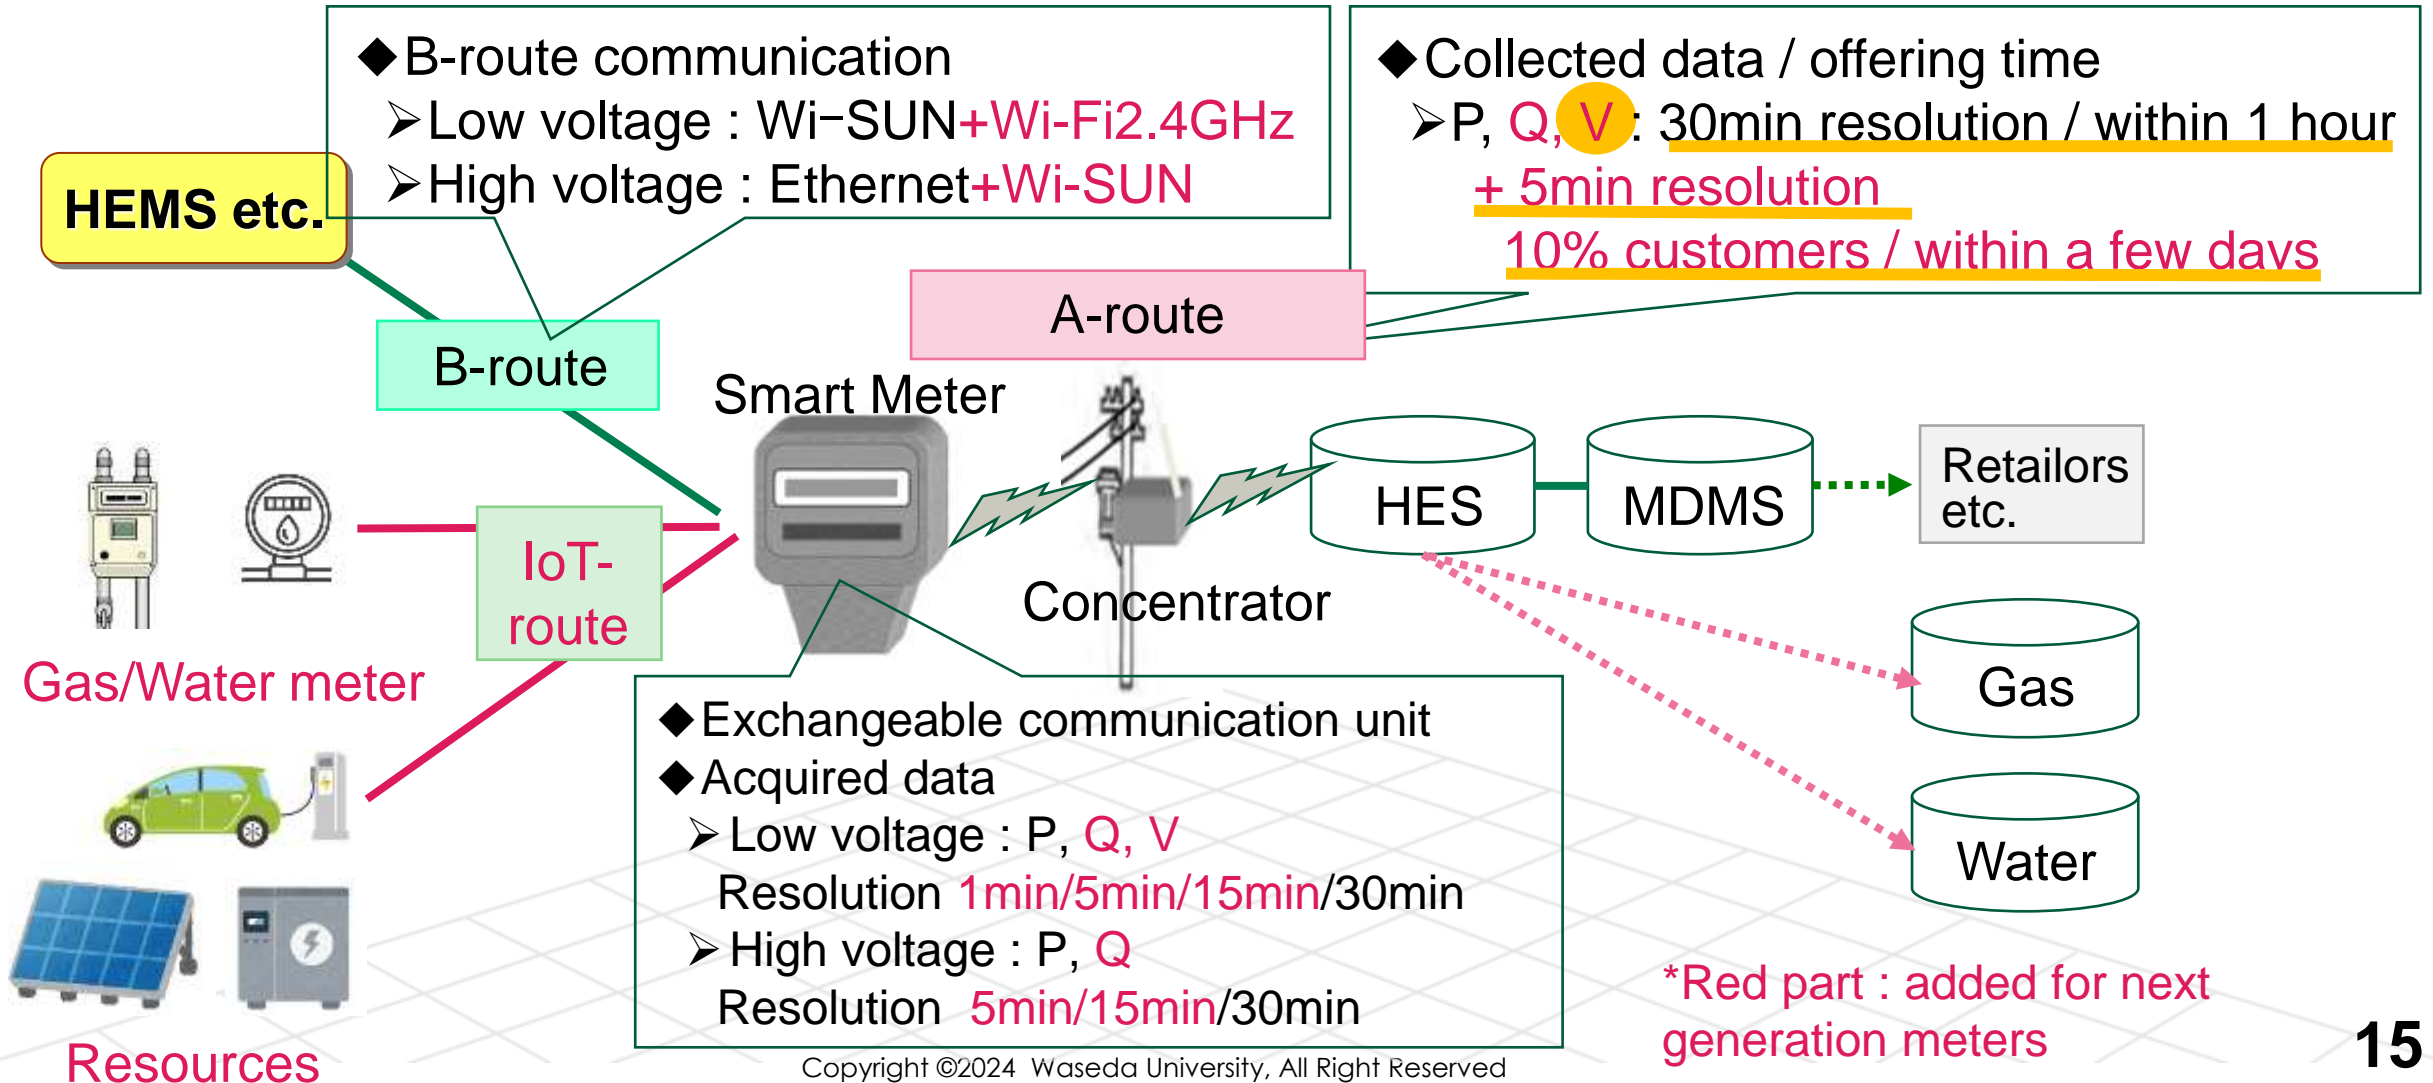 ◆B-route communication
➢Low voltage : Wi-SUN+Wi-Fi2.4GHz
➢High voltage : Ethernet+Wi-SUN
◆Collected data / offering time
➢P, Q, V : 30min resolution / within 1 hour
+ 5min resolution
10% customers / within a few days
HEMS etc.
A-route
B-route
Smart Meter
HES
MDMS
Retailors
etc.
IoT-
route
Concentrator
Gas/Water meter
Gas
Water
◆Exchangeable communication unit
◆Acquired data
➢Low voltage : P, Q, V
Resolution 1min/5min/15min/30min
➢High voltage : P, Q
Resolution 5min/15min/30min
Resources
*Red part : added for next
generation meters
Copyright ©2024 Waseda University, All Right Reserved
15